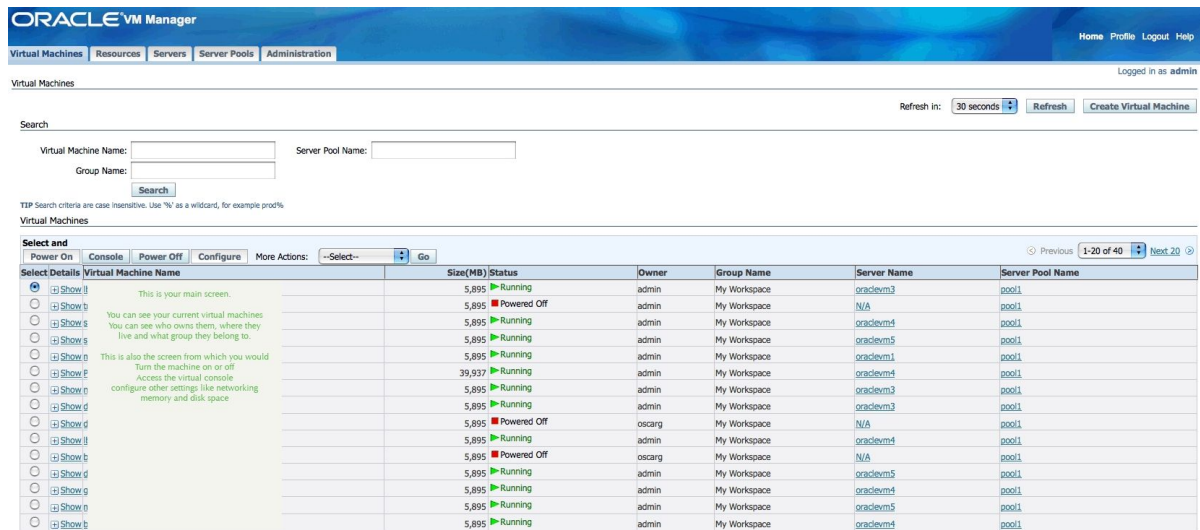 ORACLE VM Manager
Home Profile Logout Help
Virtual Machines Resources Servers Server Pools Administration
Logged in as admin
Virtual Machines
Refresh in: 30 seconds Refresh Create Virtual Machine
Search
Virtual Machine Name: Server Pool Name:
Group Name:
Search
TIP Search criteria are case insensitive. Use '%' as a wildcard, for example prod%
Virtual Machines
Select and
Power On Console Power Off Configure More Actions: --Select-- Go Previous 1-20 of 40 Next 20
Select Details Virtual Machine Name Size(MB) Status Owner Group Name Server Name Server Pool Name
Show 5,895 Running admin My Workspace oraclevm3 pool1
Show 5,895 Powered Off admin My Workspace N/A pool1
Show 5,895 Running admin My Workspace oraclevm4 pool1
Show 5,895 Running admin My Workspace oraclevm5 pool1
Show 5,895 Running admin My Workspace oraclevm1 pool1
Show 39,937 Running admin My Workspace oraclevm4 pool1
Show 5,895 Running admin My Workspace oraclevm3 pool1
Show 5,895 Running admin My Workspace oraclevm3 pool1
Show 5,895 Powered Off oscarg My Workspace N/A pool1
Show 5,895 Running admin My Workspace oraclevm4 pool1
Show 5,895 Powered Off oscarg My Workspace N/A pool1
Show 5,895 Running admin My Workspace oraclevm5 pool1
Show 5,895 Running admin My Workspace oraclevm4 pool1
Show 5,895 Running admin My Workspace oraclevm5 pool1
Show 5,895 Running admin My Workspace oraclevm4 pool1
This is your main screen.
You can see your current virtual machines
You can see who owns them, where they
live and what group they belong to.
This is also the screen from which you would
Turn the machine on or off
Access the virtual console
configure other settings like networking
memory and disk space